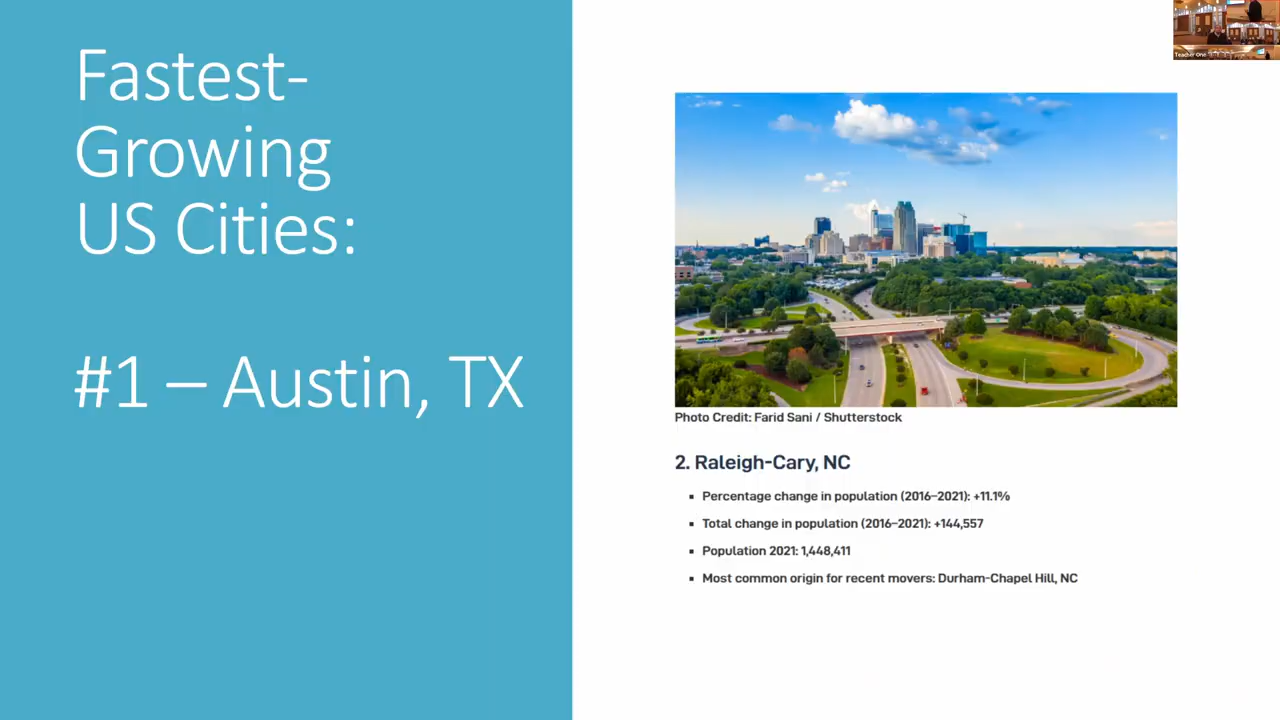 Fastest-
Growing
US Cities:
#1 – Austin, TX
Teacher One
Photo Credit: Farid Sani / Shutterstock
2. Raleigh-Cary, NC
▪ Percentage change in population (2016–2021): +11.1%
▪ Total change in population (2016–2021): +144,557
▪ Population 2021: 1,448,411
▪ Most common origin for recent movers: Durham-Chapel Hill, NC